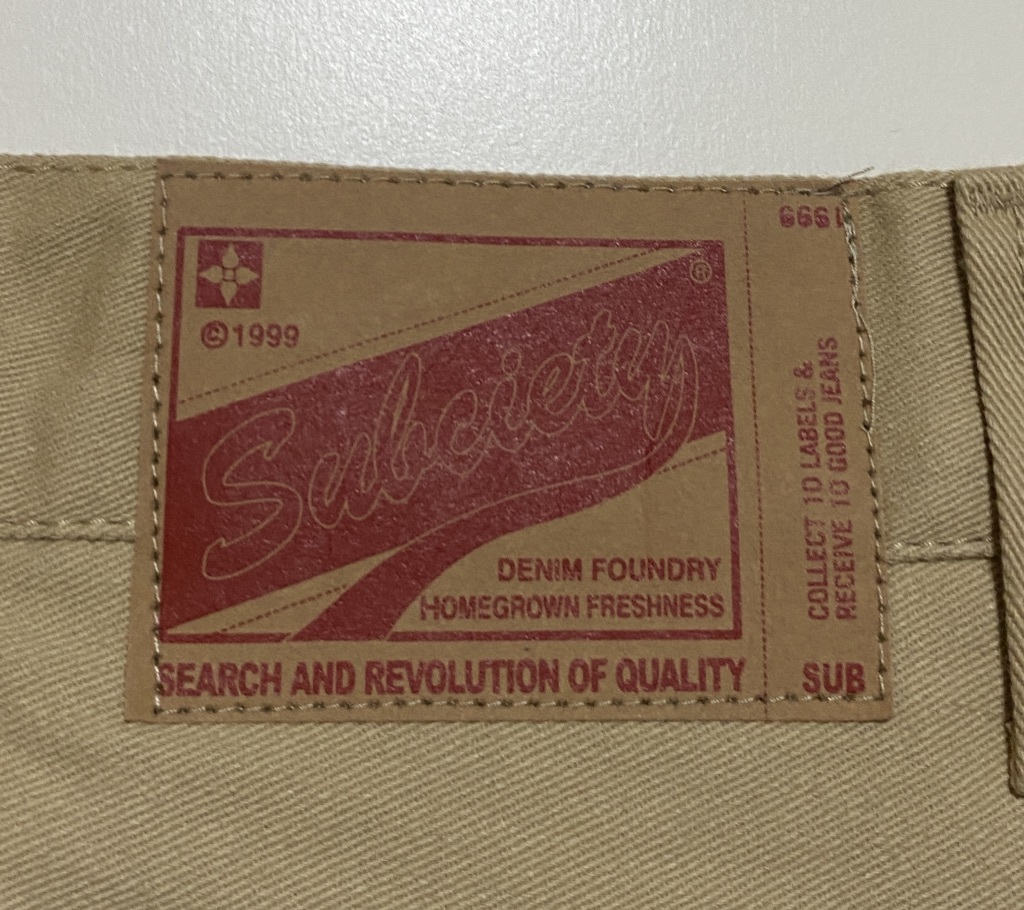 1999
®
©1999
Subciety
DENIM FOUNDRY
HOMEGROWN FRESHNESS
SEARCH AND REVOLUTION OF QUALITY
COLLECT 10 LABELS &
RECEIVE TO GOOD JEANS
SUB